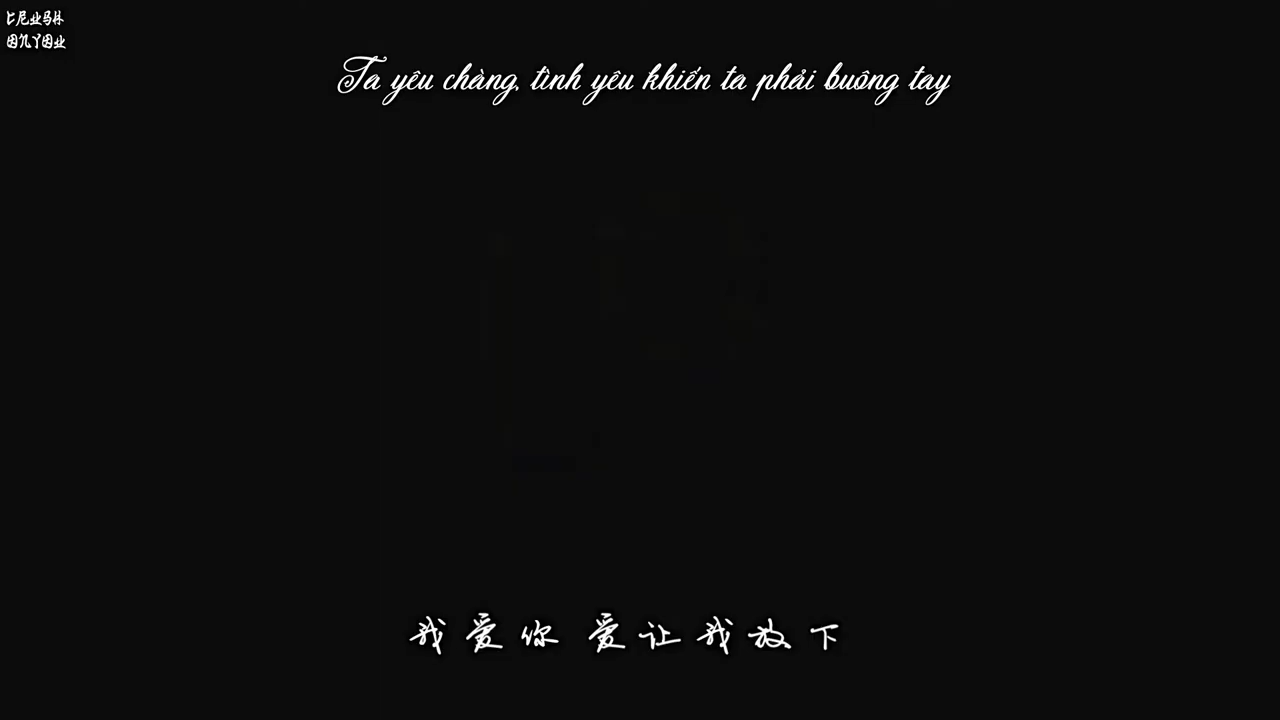 Ta yêu chàng, tình yêu khiến ta phải buông tay
我爱你 爱让我放下